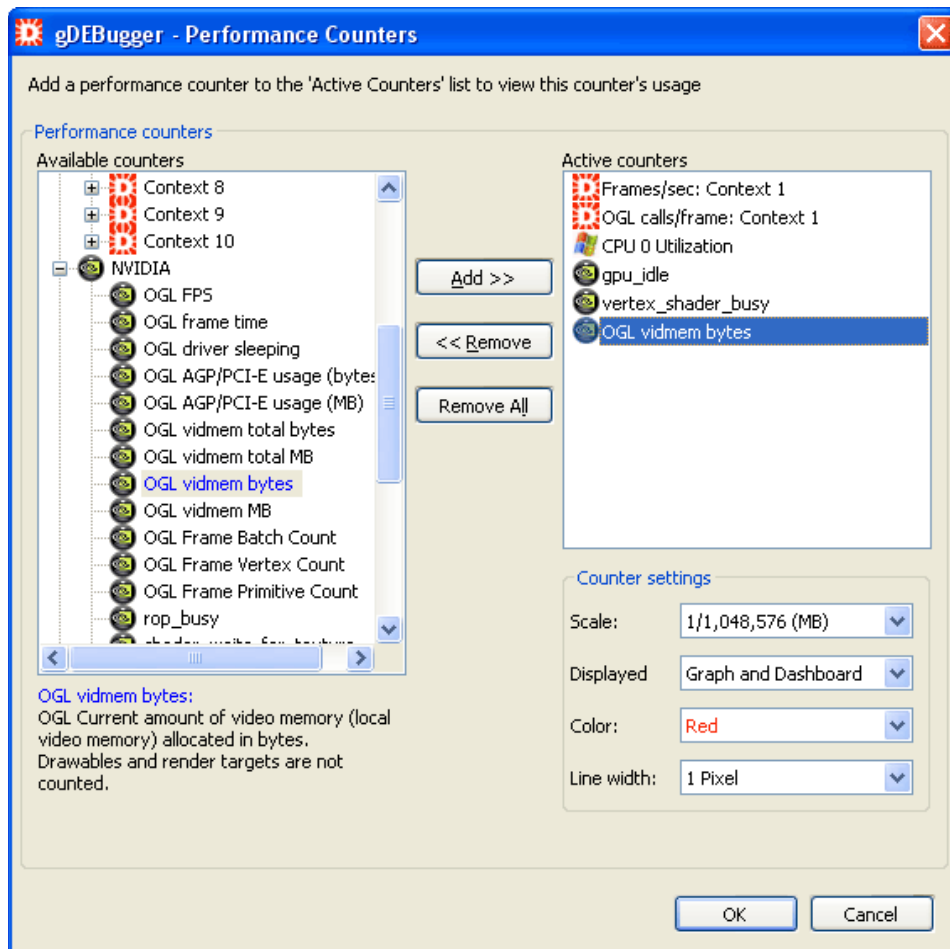 gDEBugger - Performance Counters
Add a performance counter to the 'Active Counters' list to view this counter's usage
Performance counters
Available counters
Context 8
Context 9
Context 10
NVIDIA
OGL FPS
OGL frame time
OGL driver sleeping
OGL AGP/PCI-E usage (bytes
OGL AGP/PCI-E usage (MB)
OGL vidmem total bytes
OGL vidmem total MB
OGL vidmem bytes
OGL vidmem MB
OGL Frame Batch Count
OGL Frame Vertex Count
OGL Frame Primitive Count
rop_busy
OGL vidmem bytes:
OGL Current amount of video memory (local
video memory) allocated in bytes.
Drawables and render targets are not
counted.
Add >>
<< Remove
Remove All
Active counters
Frames/sec: Context 1
OGL calls/frame: Context 1
CPU 0 Utilization
gpu_idle
vertex_shader_busy
OGL vidmem bytes
Counter settings
Scale: 1/1,048,576 (MB)
Displayed Graph and Dashboard
Color: Red
Line width: 1 Pixel
OK Cancel